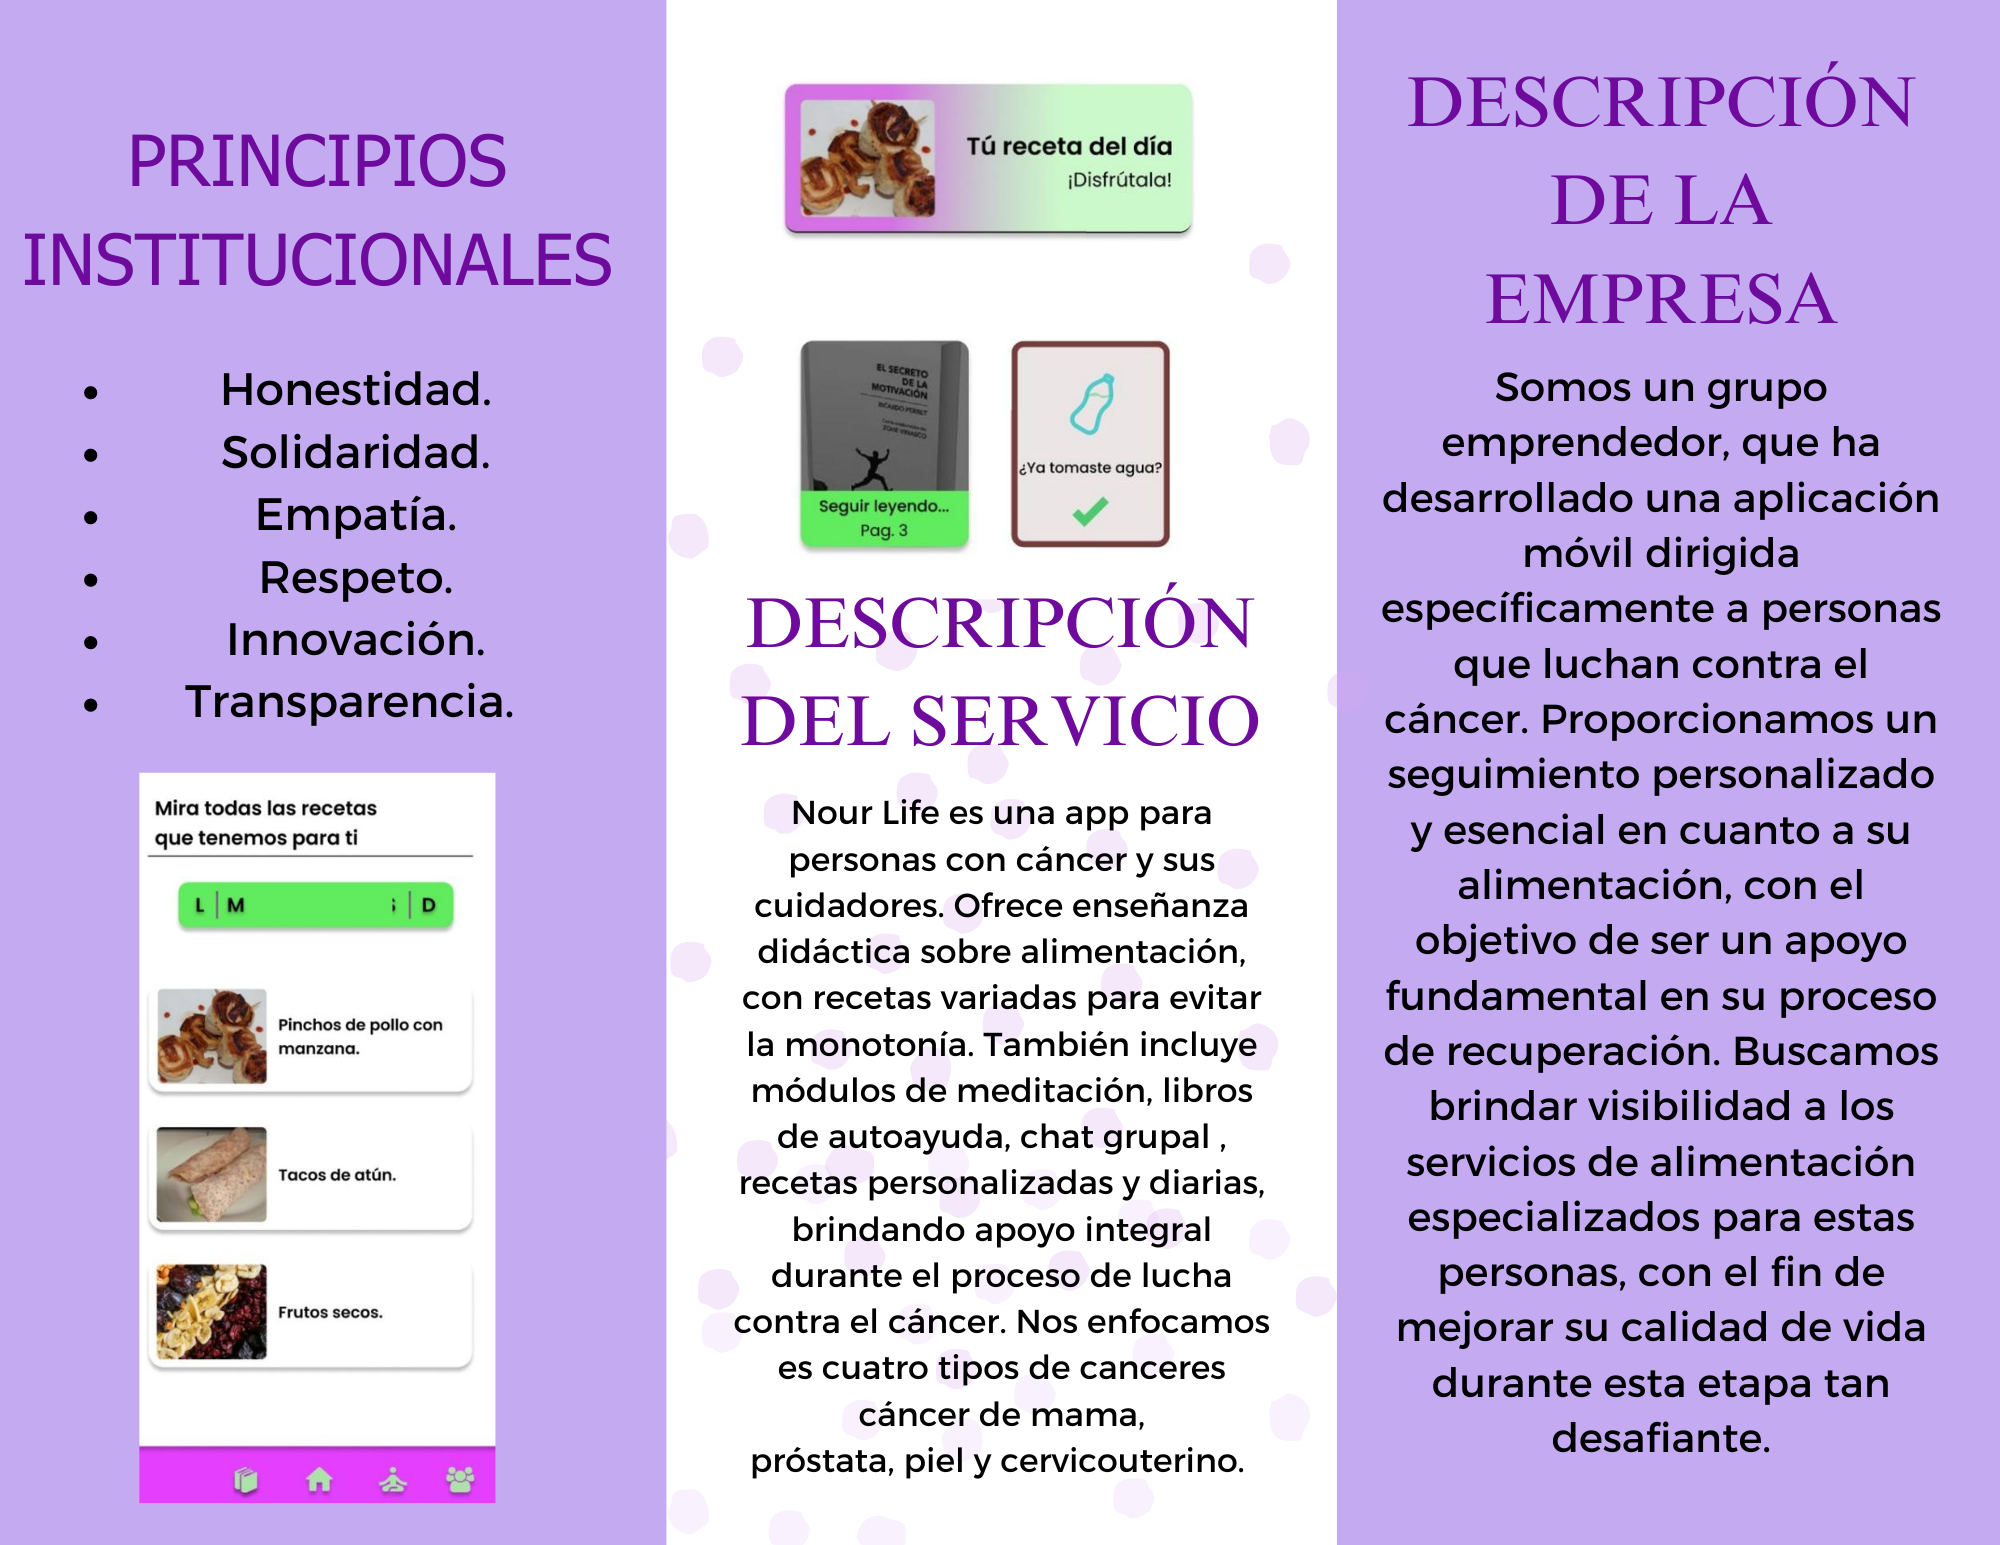 PRINCIPIOS
INSTITUCIONALES
• Honestidad.
• Solidaridad.
• Empatía.
• Respeto.
• Innovación.
• Transparencia.
Mira todas las recetas
que tenemos para ti
L | M | D
Pinchos de pollo con
manzana.
Tacos de atún.
Frutos secos.
Tú receta del día
¡Disfrútala!
EL SECRETO
DE LA
MOTIVACIÓN
Seguir leyendo...
Pag. 3
¿Ya tomaste agua?
DESCRIPCIÓN
DEL SERVICIO
Nour Life es una app para
personas con cáncer y sus
cuidadores. Ofrece enseñanza
didáctica sobre alimentación,
con recetas variadas para evitar
la monotonía. También incluye
módulos de meditación, libros
de autoayuda, chat grupal ,
recetas personalizadas y diarias,
brindando apoyo integral
durante el proceso de lucha
contra el cáncer. Nos enfocamos
es cuatro tipos de canceres
cáncer de mama,
próstata, piel y cervicouterino.
DESCRIPCIÓN
DE LA
EMPRESA
Somos un grupo
emprendedor, que ha
desarrollado una aplicación
móvil dirigida
específicamente a personas
que luchan contra el
cáncer. Proporcionamos un
seguimiento personalizado
y esencial en cuanto a su
alimentación, con el
objetivo de ser un apoyo
fundamental en su proceso
de recuperación. Buscamos
brindar visibilidad a los
servicios de alimentación
especializados para estas
personas, con el fin de
mejorar su calidad de vida
durante esta etapa tan
desafiante.